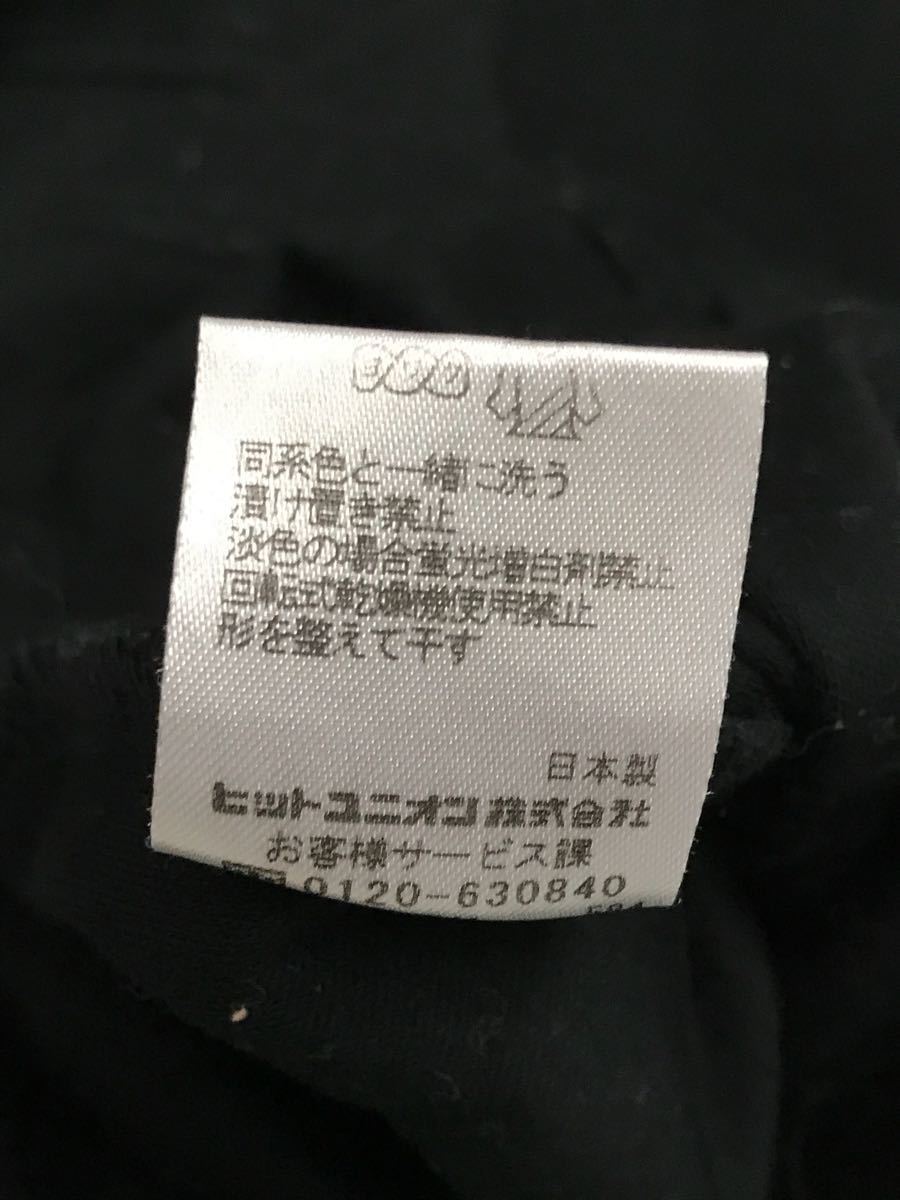 同系色と一緒に洗う
漬け置き禁止
淡色の場合蛍光増白剤禁止
回転式乾燥機使用禁止
形を整えて干す
日本製
ヒットユニオン株式会社
お客様サービス課
0120-630840